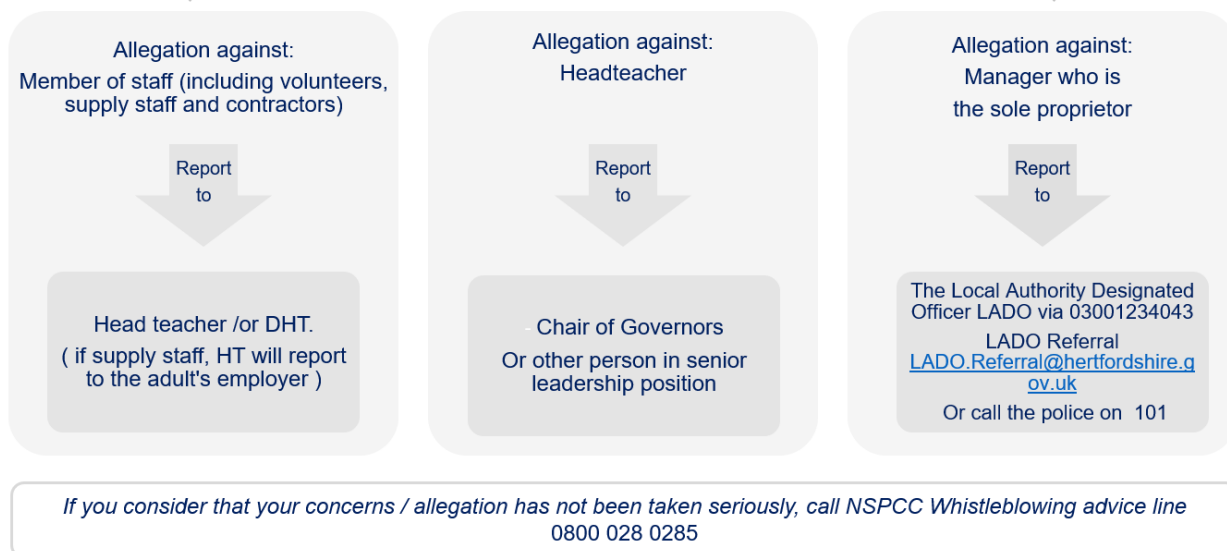 Allegation against:
Member of staff (including volunteers,
supply staff and contractors)
Report
to
Head teacher /or DHT.
( if supply staff, HT will report
to the adult's employer )
Allegation against:
Headteacher
Report
to
- Chair of Governors
Or other person in senior
leadership position
Allegation against:
Manager who is
the sole proprietor
Report
to
The Local Authority Designated
Officer LADO via 03001234043
LADO Referral
LADO.Referral@hertfordshire.g
ov.uk
Or call the police on 101
If you consider that your concerns / allegation has not been taken seriously, call NSPCC Whistleblowing advice line
0800 028 0285